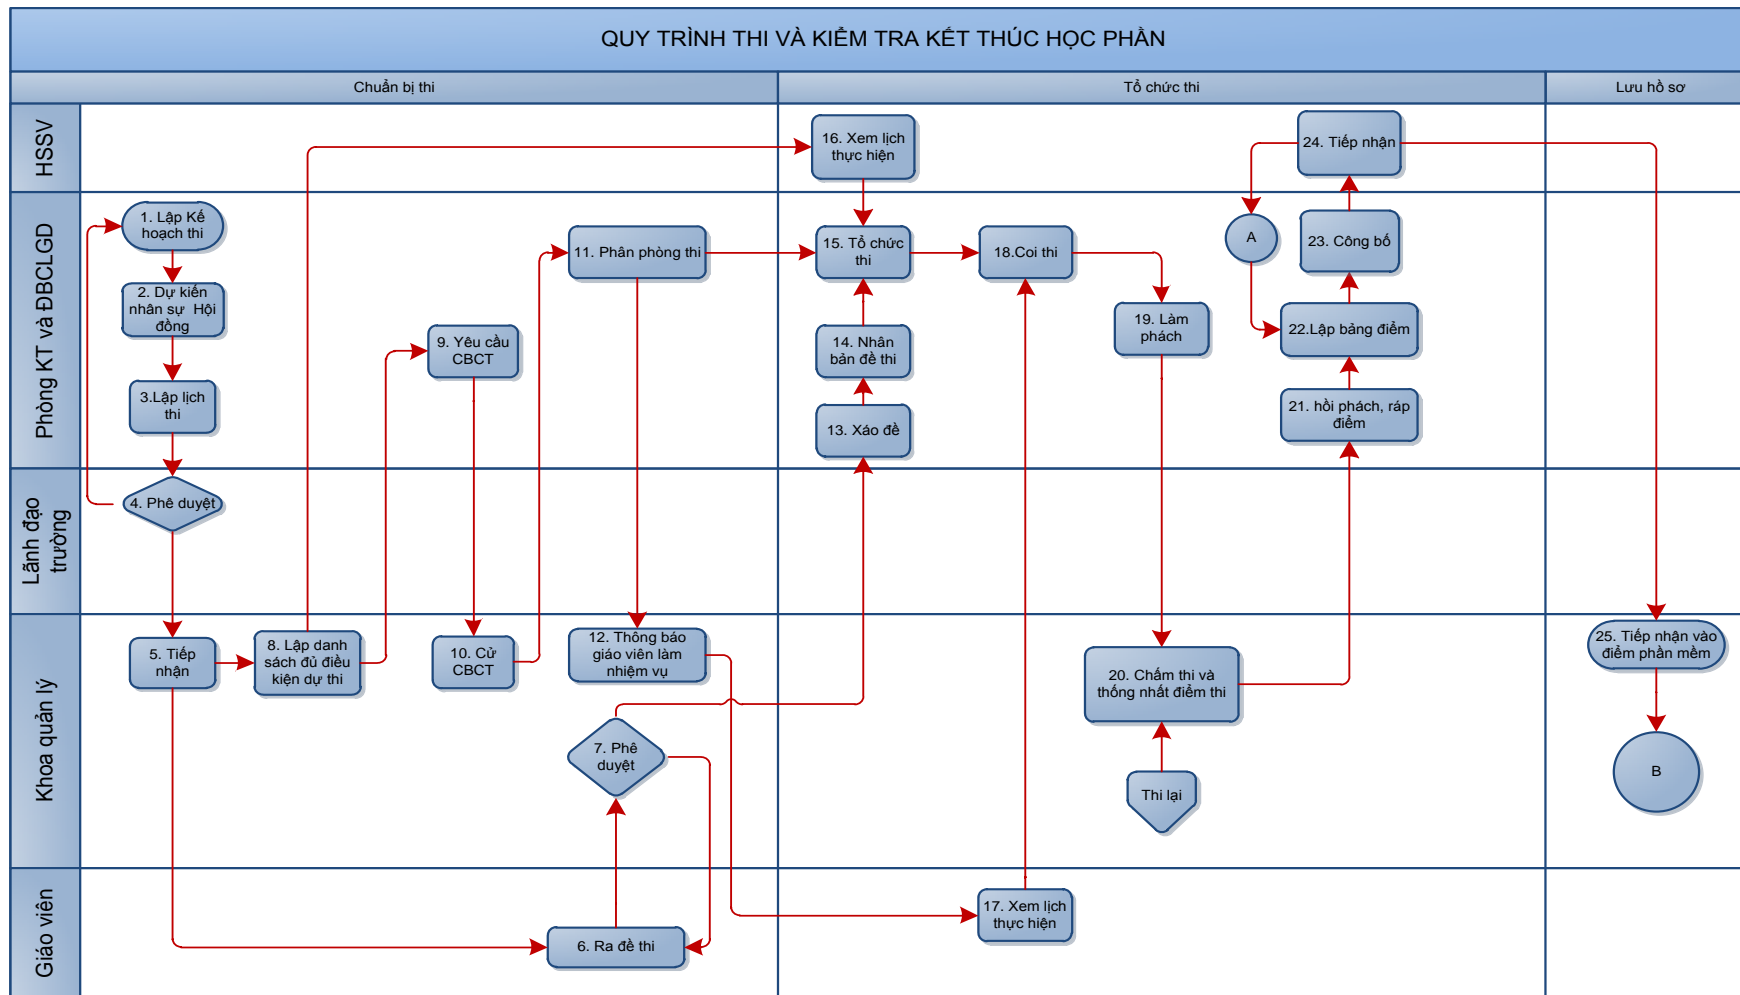 QUY TRÌNH THI VÀ KIỂM TRA KẾT THÚC HỌC PHẦN
Chuẩn bị thi
Tổ chức thi
Lưu hồ sơ
HSSV
16. Xem lịch
thực hiện
24. Tiếp nhận
Phòng KT và ĐBCLGD
1. Lập Kế
hoạch thi
2. Dự kiến
nhân sự  Hội
đồng
3.Lập lịch
thi
9. Yêu cầu
CBCT
11. Phân phòng thi
15. Tổ chức
thi
14. Nhân
bản đề thi
13. Xáo đề
18.Coi thi
19. Làm
phách
A
23. Công bố
22.Lập bảng điểm
21. hồi phách, ráp
điểm
Lãnh đạo
trường
4. Phê duyệt
Khoa quản lý
5. Tiếp
nhận
8. Lập danh
sách đủ điều
kiện dự thi
10. Cử
CBCT
12. Thông báo
giáo viên làm
nhiệm vụ
7. Phê
duyệt
20. Chấm thi và
thống nhất điểm thi
Thi lại
25. Tiếp nhận vào
điểm phần mềm
B
Giáo viên
6. Ra đề thi
17. Xem lịch
thực hiện